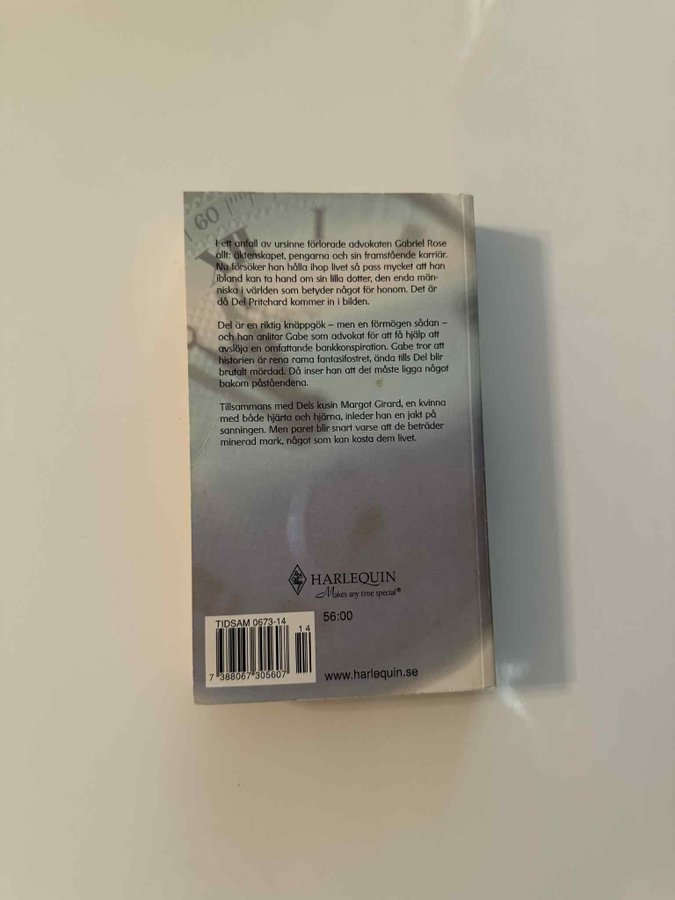 60
XII
I ett anfall av ursinne förlorade advokaten Gabriel Rose
allt: äktenskapet, pengarna och sin framstående karriär.
Nu försöker han hålla ihop livet så pass mycket att han
ibland kan ta hand om sin lilla dotter, den enda män-
niska i världen som betyder något för honom. Det är
då Del Pritchard kommer in i bilden.
Del är en riktig knäppgök – men en förmögen sådan –
och han anlitar Gabe som advokat för att få hjälp att
avslöja en omfattande bankkonspiration. Gabe tror att
historien är rena rama fantasifostret, ända tills Del blir
brutalt mördad. Då inser han att det måste ligga något
bakom påståendena.
Tillsammans med Dels kusin Margot Girard, en kvinna
med både hjärta och hjärna, inleder han en jakt på
sanningen. Men paret blir snart varse att de beträder
minerad mark, något som kan kosta dem livet.
HARLEQUIN
Makes any time special®
TIDSAM 0673-14
14
7 388067 305607
56:00
www.harlequin.se